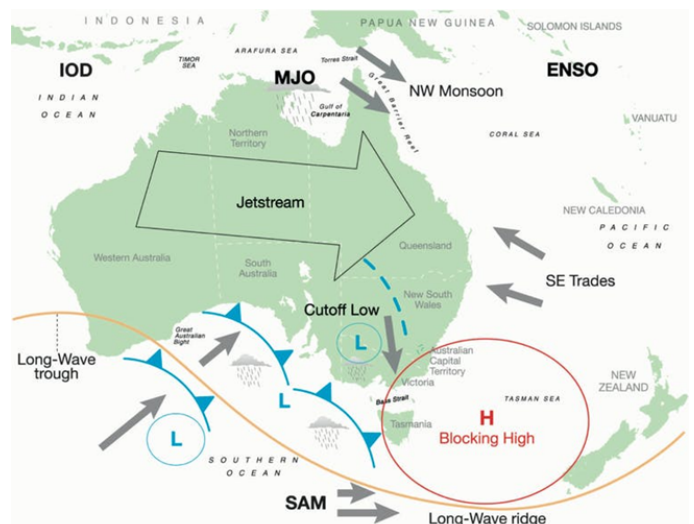 INDONESIA
PAPUA NEW GUINEA
SOLOMON ISLANDS
IOD
TIMOR
SEA
ARAFURA SEA
Torres Strait
MJO
ENSO
INDIAN
OCEAN
NW Monsoon
Gulf of
Carpentaria
Great Barrier Reef
CORAL SEA
VANUATU
Northern
Territory
Jetstream
NEW CALEDONIA
PACIFIC
OCEAN
Western Australia
South
Australia
Queensland
SE Trades
New South
Wales
Cutoff Low
L
Great
Australian
Bight
Long-Wave
trough
Australian
Capital
Territory
Victoria
NEW
ZEALAND
L
Bass Strait
TASMAN SEA
Tasmania
H
Blocking High
L
SOUTHERN
OCEAN
SAM
Long-Wave ridge